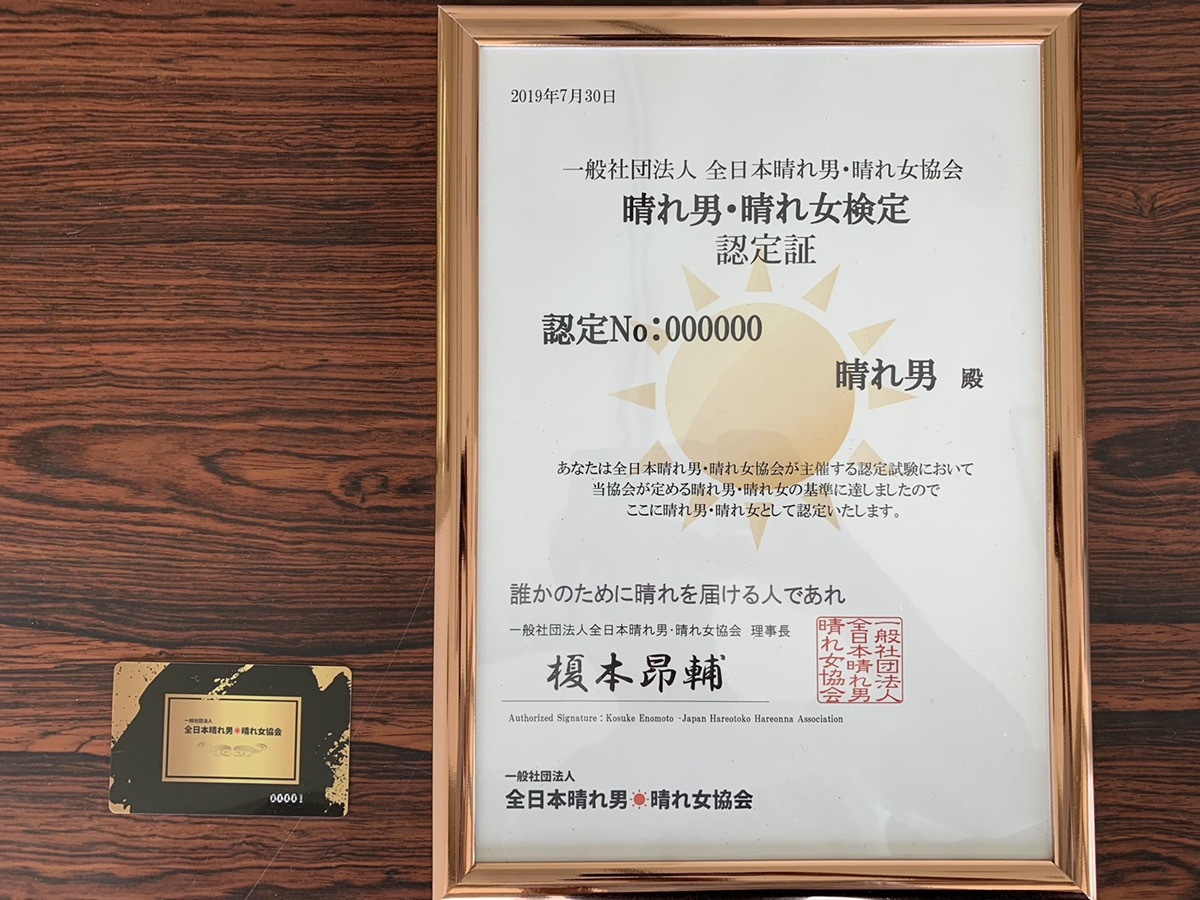 2019年7月30日
一般社団法人 全日本晴れ男・晴れ女協会
晴れ男・晴れ女検定
認定証
認定No：000000
晴れ男 殿
あなたは全日本晴れ男・晴れ女協会が主催する認定試験において
当協会が定める晴れ男・晴れ女の基準に達しましたので
ここに晴れ男・晴れ女として認定いたします。
誰かのために晴れを届ける人であれ
一般社団法人全日本晴れ男・晴れ女協会 理事長
榎本昂輔
一般社団法人
全日本晴れ男
晴れ女協会
Authorized Signature : Kosuke Enomoto -Japan Hareotoko Hareonna Association
一般社団法人
全日本晴れ男 晴れ女協会
一般社団法人
全日本晴れ男 晴れ女協会